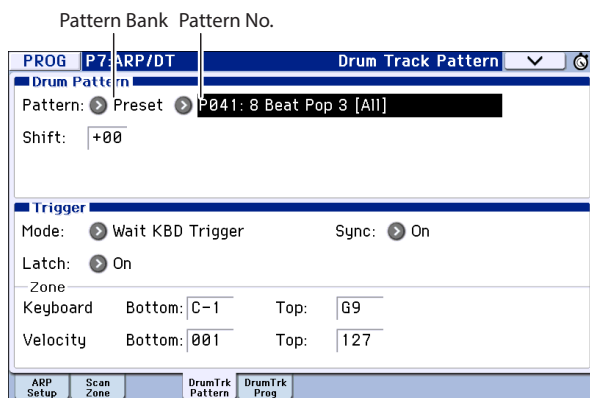 Pattern Bank Pattern No.
PROG P7:ARP/DT Drum Track Pattern
Drum Pattern
Pattern: Preset P041: 8 Beat Pop 3 [All]
Shift: +00
Trigger
Mode: Wait KBD Trigger Sync: On
Latch: On
Zone
Keyboard Bottom: C-1 Top: G9
Velocity Bottom: 001 Top: 127
ARP Setup Scan Zone DrumTrk Pattern DrumTrk Prog